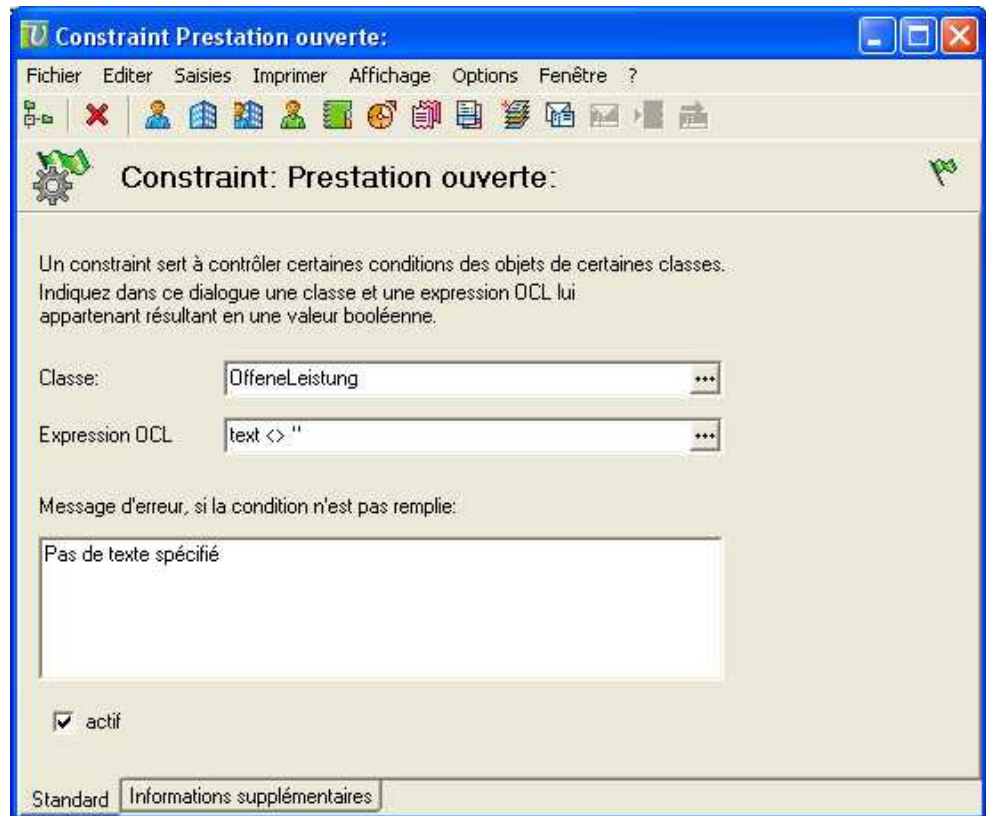 Constraint Prestation ouverte:
Fichier Editer Saisies Imprimer Affichage Options Fenêtre ?
Constraint: Prestation ouverte:
Un constraint sert à contrôler certaines conditions des objets de certaines classes.
Indiquez dans ce dialogue une classe et une expression OCL lui
appartenant résultant en une valeur booléenne.
Classe: OffeneLeistung ...
Expression OCL text <> '' ...
Message d'erreur, si la condition n'est pas remplie:
Pas de texte spécifié
actif
Standard Informations supplémentaires